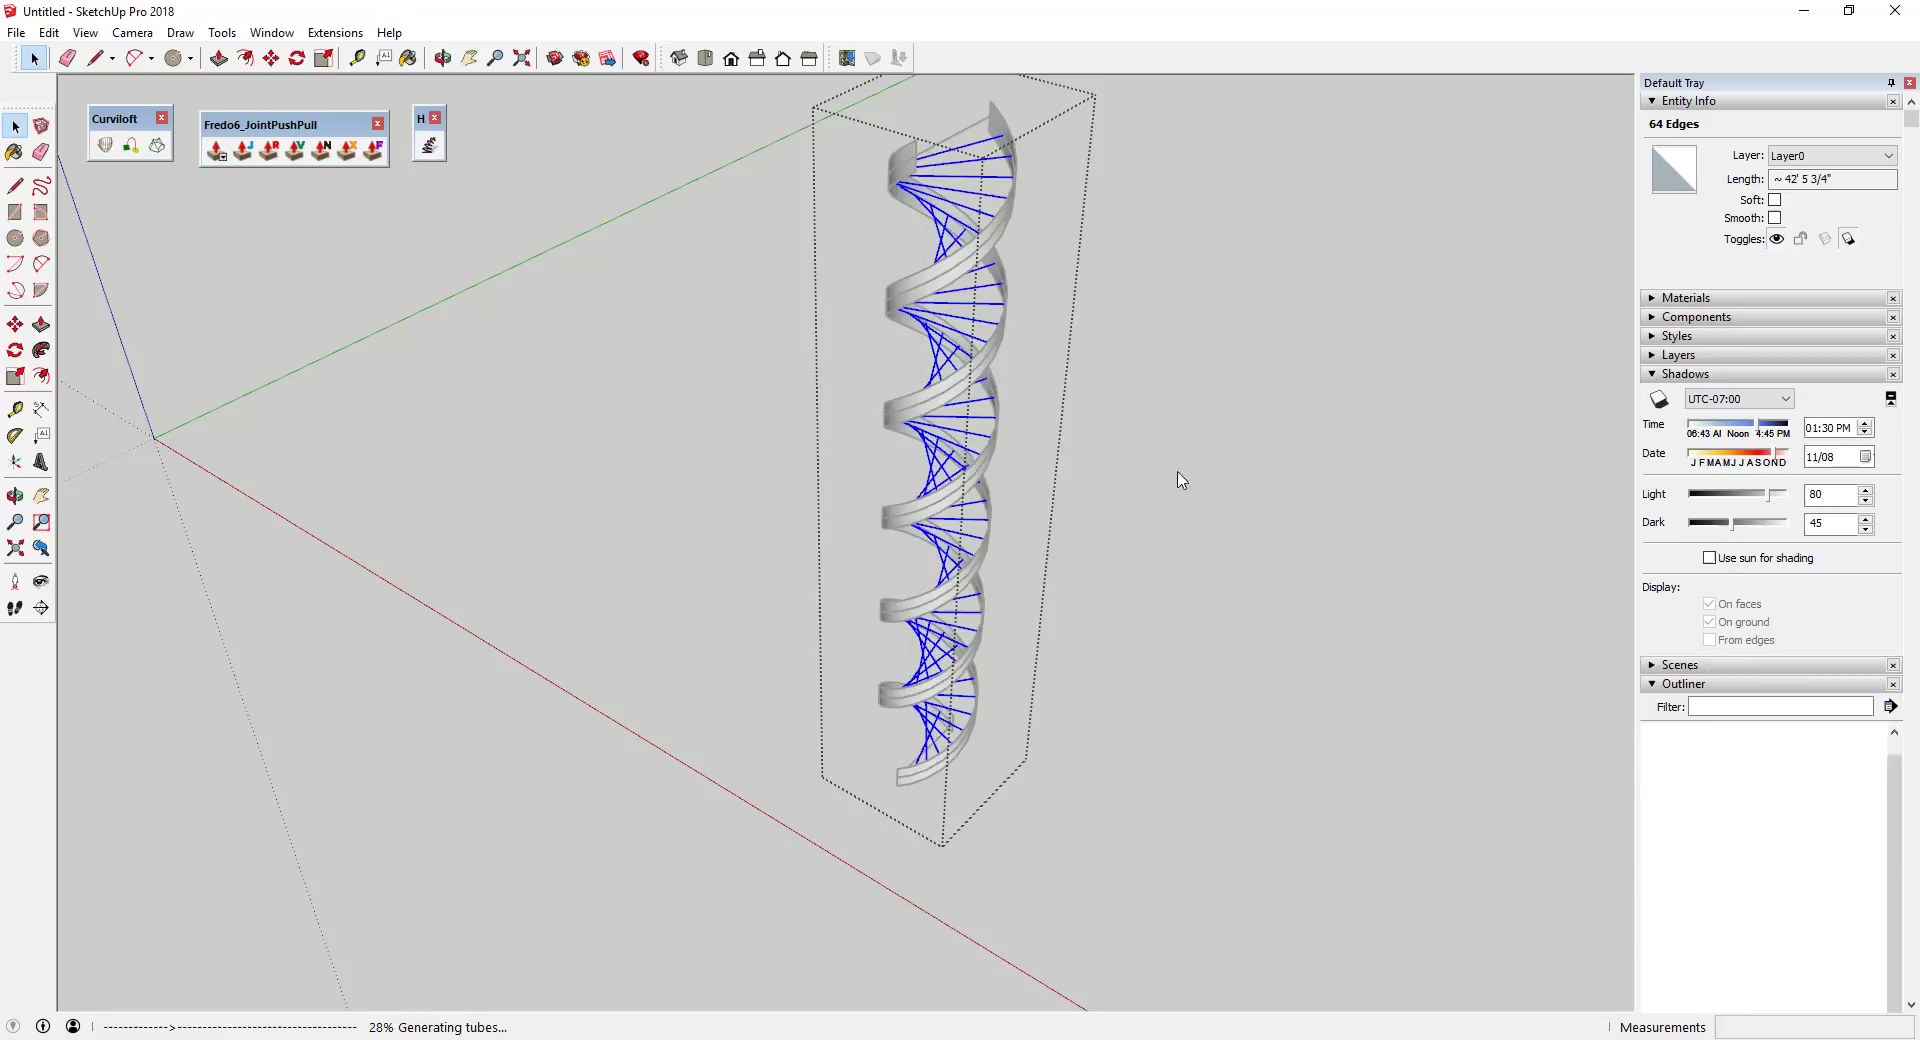 Untitled - SketchUp Pro 2018
File Edit View Camera Draw Tools Window Extensions Help
Curviloft
Fredo6_JointPushPull
H
J R V N X F
A1
A1
Default Tray
Entity Info
64 Edges
Layer: Layer0
Length: ~ 42' 5 3/4"
Soft:
Smooth:
Toggles:
Materials
Components
Styles
Layers
Shadows
UTC-07:00
Time
06:43 AI Noon 4:45 PM
01:30 PM
Date
J F M A M J J A S O N D
11/08
Light
80
Dark
45
Use sun for shading
Display:
On faces
On ground
From edges
Scenes
Outliner
Filter:
------------->----------------------------------- 28% Generating tubes...
Measurements